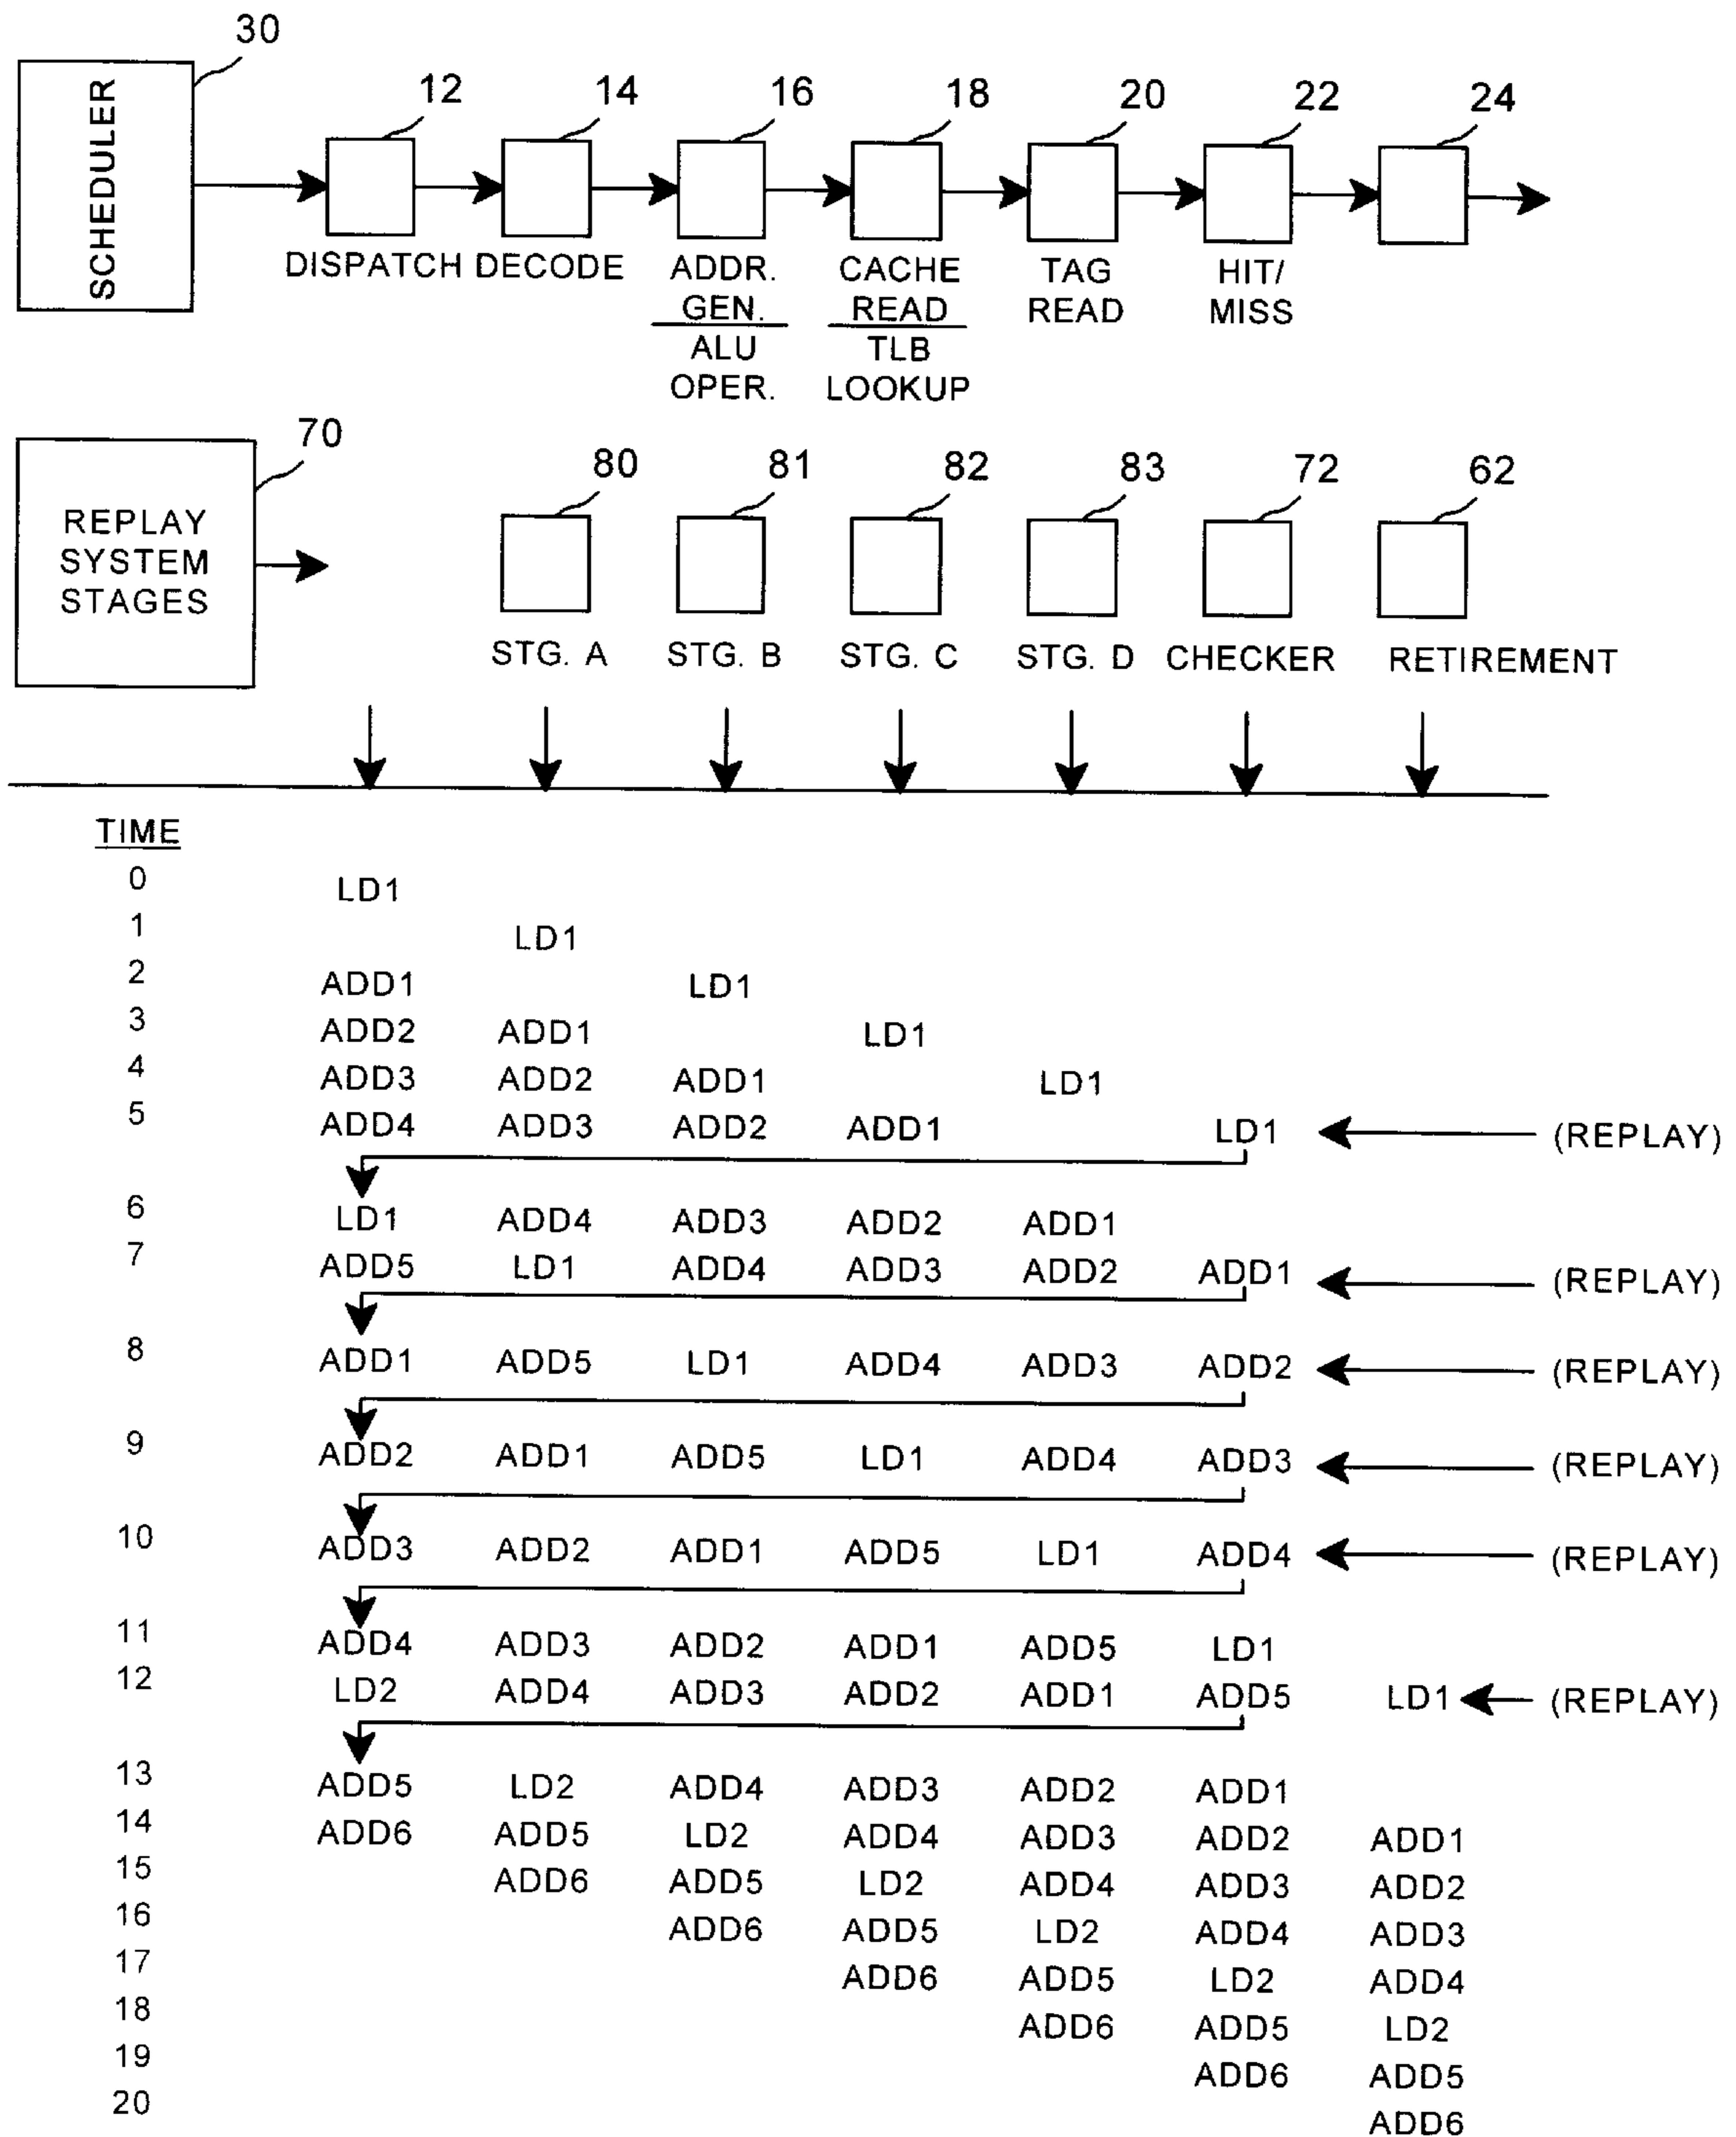 30
12 14 16 18 20 22 24
SCHEDULER
DISPATCH DECODE ADDR. CACHE TAG HIT/
GEN. READ READ MISS
ALU TLB
OPER. LOOKUP
70
80 81 82 83 72 62
REPLAY
SYSTEM
STAGES
STG. A STG. B STG. C STG. D CHECKER RETIREMENT
TIME
0 LD1
1 LD1
2 ADD1 LD1
3 ADD2 ADD1 LD1
4 ADD3 ADD2 ADD1 LD1
5 ADD4 ADD3 ADD2 ADD1 LD1 (REPLAY)
6 LD1 ADD4 ADD3 ADD2 ADD1
7 ADD5 LD1 ADD4 ADD3 ADD2 ADD1 (REPLAY)
8 ADD1 ADD5 LD1 ADD4 ADD3 ADD2 (REPLAY)
9 ADD2 ADD1 ADD5 LD1 ADD4 ADD3 (REPLAY)
10 ADD3 ADD2 ADD1 ADD5 LD1 ADD4 (REPLAY)
11 ADD4 ADD3 ADD2 ADD1 ADD5 LD1
12 LD2 ADD4 ADD3 ADD2 ADD1 ADD5 LD1 (REPLAY)
13 ADD5 LD2 ADD4 ADD3 ADD2 ADD1
14 ADD6 ADD5 LD2 ADD4 ADD3 ADD2 ADD1
15 ADD6 ADD5 LD2 ADD4 ADD3 ADD2
16 ADD6 ADD5 LD2 ADD4 ADD3
17 ADD6 ADD5 LD2 ADD4
18 ADD6 ADD5 LD2
19 ADD6 ADD5
20 ADD6